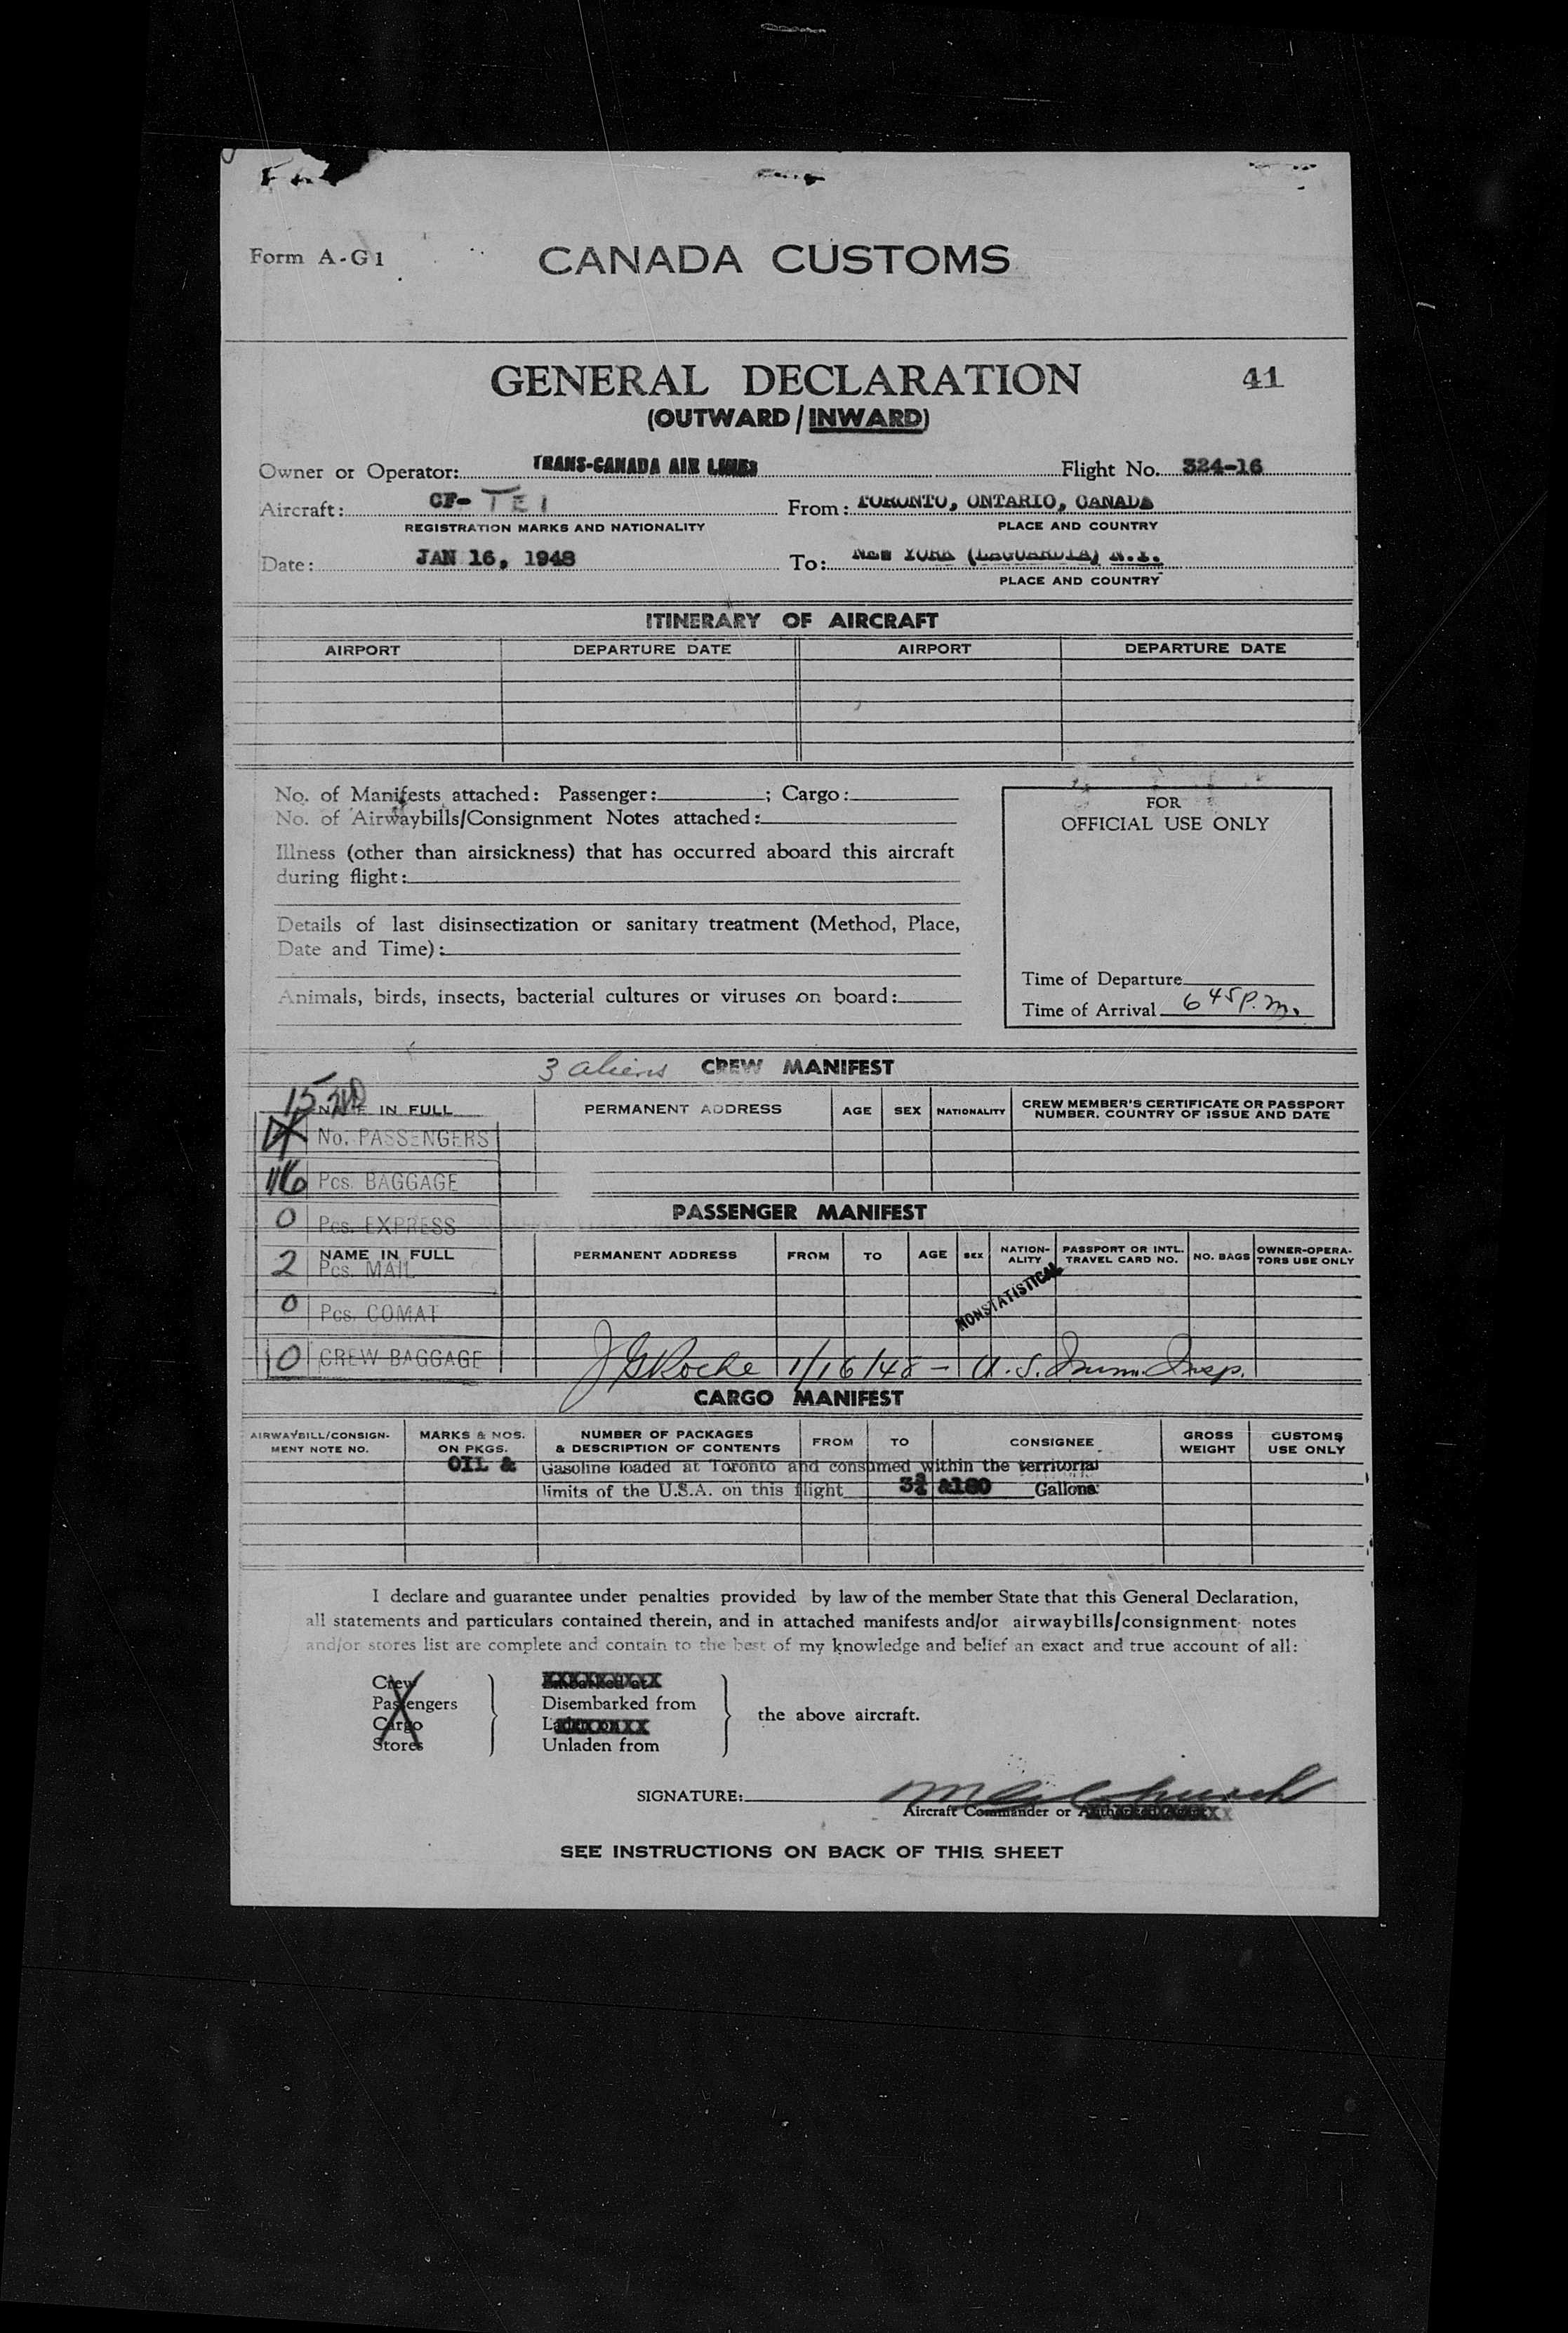 Form A-G1
CANADA CUSTOMS
GENERAL DECLARATION
41
(OUTWARD / INWARD)
Owner or Operator: TRANS-CANADA AIR LINES Flight No. 324-16
Aircraft: CF- TEI From: TORONTO, ONTARIO, CANADA
REGISTRATION MARKS AND NATIONALITY PLACE AND COUNTRY
Date: JAN 16, 1948 To: NEW YORK (LAGUARDIA) N.Y.
PLACE AND COUNTRY
ITINERARY OF AIRCRAFT
AIRPORT DEPARTURE DATE AIRPORT DEPARTURE DATE
No. of Manifests attached: Passenger: ; Cargo:
No. of Airwaybills/Consignment Notes attached:
Illness (other than airsickness) that has occurred aboard this aircraft
during flight:
Details of last disinsectization or sanitary treatment (Method, Place,
Date and Time):
Animals, birds, insects, bacterial cultures or viruses on board:
FOR
OFFICIAL USE ONLY
Time of Departure
Time of Arrival 6 45 P.M.
3 aliens CREW MANIFEST
15
NAME IN FULL PERMANENT ADDRESS AGE SEX NATIONALITY CREW MEMBER'S CERTIFICATE OR PASSPORT
NUMBER, COUNTRY OF ISSUE AND DATE
No. PASSENGERS
16 Pcs. BAGGAGE
PASSENGER MANIFEST
0 Pcs. EXPRESS
NAME IN FULL PERMANENT ADDRESS FROM TO AGE SEX NATION-
ALITY PASSPORT OR INTL.
TRAVEL CARD NO. NO. BAGS OWNER-OPERA-
TORS USE ONLY
2 Pcs. MAIL
NONSTATISTICAL
0 Pcs. COMAT
0 CREW BAGGAGE
J G Roche 1/16/48 - U.S. Imm. Insp.
CARGO MANIFEST
AIRWAYBILL/CONSIGN-
MENT NOTE NO. MARKS & NOS.
ON PKGS. NUMBER OF PACKAGES
& DESCRIPTION OF CONTENTS FROM TO CONSIGNEE GROSS
WEIGHT CUSTOMS
USE ONLY
OIL & Gasoline loaded at Toronto and consumed within the territorial
limits of the U.S.A. on this flight 3¾ &180 Gallons
I declare and guarantee under penalties provided by law of the member State that this General Declaration,
all statements and particulars contained therein, and in attached manifests and/or airwaybills/consignment notes
and/or stores list are complete and contain to the best of my knowledge and belief an exact and true account of all:
Crew
Passengers Disembarked from
Cargo the above aircraft.
Stores Unladen from
SIGNATURE:
Aircraft Commander or
SEE INSTRUCTIONS ON BACK OF THIS SHEET